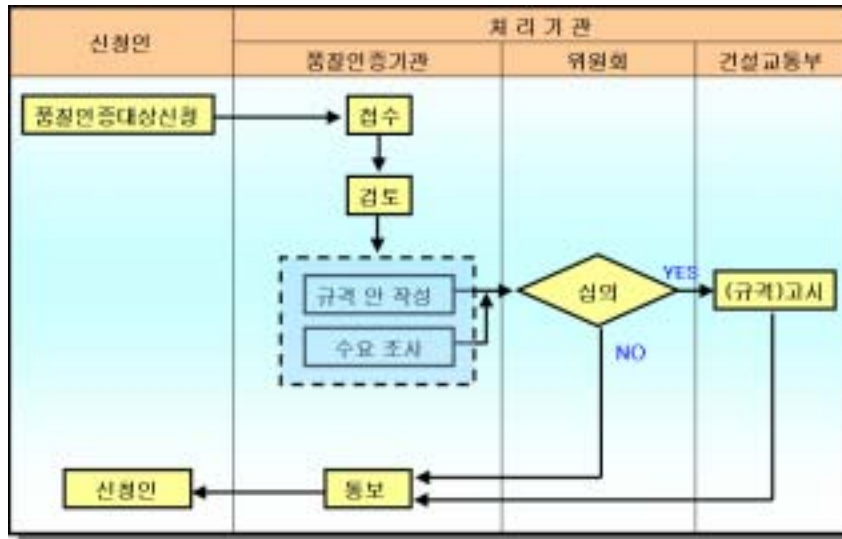 신청인
처 리 기 관
품질인증기관
위원회
건설교통부
품질인증대상신청
접수
검토
규격 안 작성
수요 조사
심의
YES
NO
(규격)고시
신청인
통보